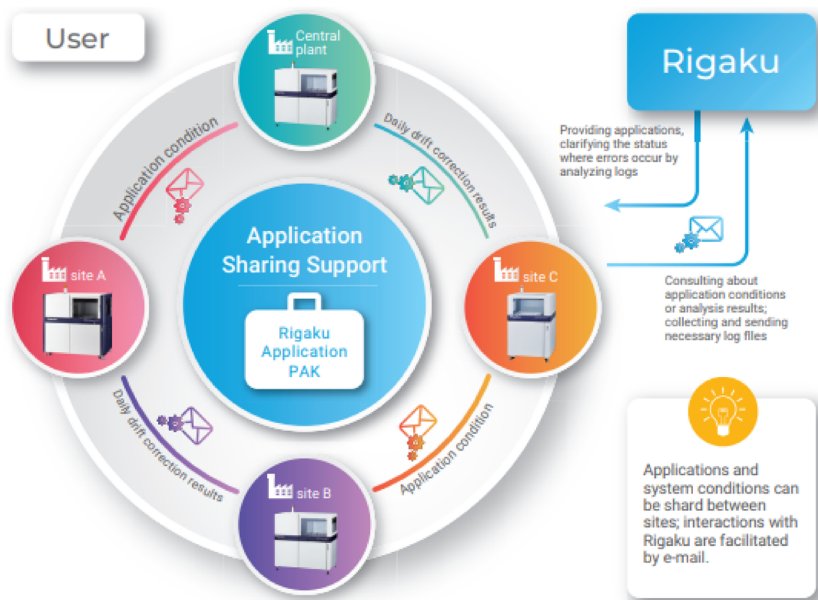 User
Central
plant
Rigaku
Application condition
Daily drift correction results
Providing applications,
clarifying the status
where errors occur by
analyzing logs
Application
Sharing Support
Rigaku
Application
PAK
site A
site C
Consulting about
application conditions
or analysis results;
collecting and sending
necessary log files
Daily drift correction results
Application condition
site B
Applications and
system conditions can
be shard between
sites; interactions with
Rigaku are facilitated
by e-mail.